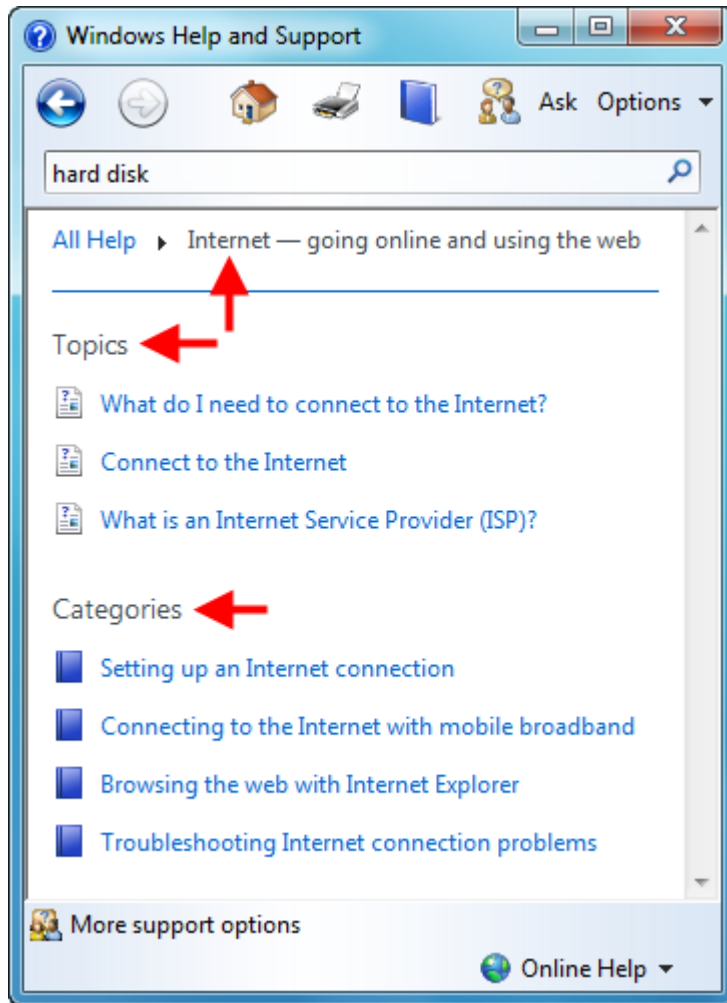 Windows Help and Support
Ask Options
hard disk
All Help Internet — going online and using the web
Topics
What do I need to connect to the Internet?
Connect to the Internet
What is an Internet Service Provider (ISP)?
Categories
Setting up an Internet connection
Connecting to the Internet with mobile broadband
Browsing the web with Internet Explorer
Troubleshooting Internet connection problems
More support options
Online Help